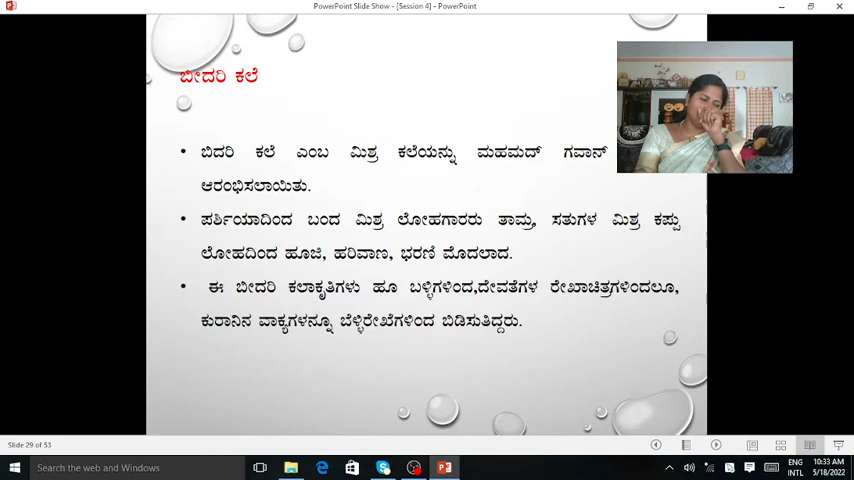 PowerPoint Slide Show - [Session 4] - PowerPoint
ಬೀದರಿ ಕಲೆ
• ಬಿದರಿ ಕಲೆ ಎಂಬ ಮಿಶ್ರ ಕಲೆಯನ್ನು ಮಹಮದ್ ಗವಾನ್
ಆರಂಭಿಸಲಾಯಿತು.
• ಪರ್ಶಿಯಾದಿಂದ ಬಂದ ಮಿಶ್ರ ಲೋಹಗಾರರು ತಾಮ್ರ, ಸತುಗಳ ಮಿಶ್ರ ಕಪ್ಪು
ಲೋಹದಿಂದ ಹೂಜಿ, ಹರಿವಾಣ, ಭರಣಿ ಮೊದಲಾದ.
• ಈ ಬೀದರಿ ಕಲಾಕೃತಿಗಳು ಹೂ ಬಳ್ಳಿಗಳಿಂದ,ದೇವತೆಗಳ ರೇಖಾಚಿತ್ರಗಳಿಂದಲೂ,
ಕುರಾನಿನ ವಾಕ್ಯಗಳನ್ನೂ ಬೆಳ್ಳಿರೇಖೆಗಳಿಂದ ಬಿಡಿಸುತಿದ್ದರು.
Slide 29 of 53
Search the web and Windows
ENG
INTL
10:33 AM
5/18/2022